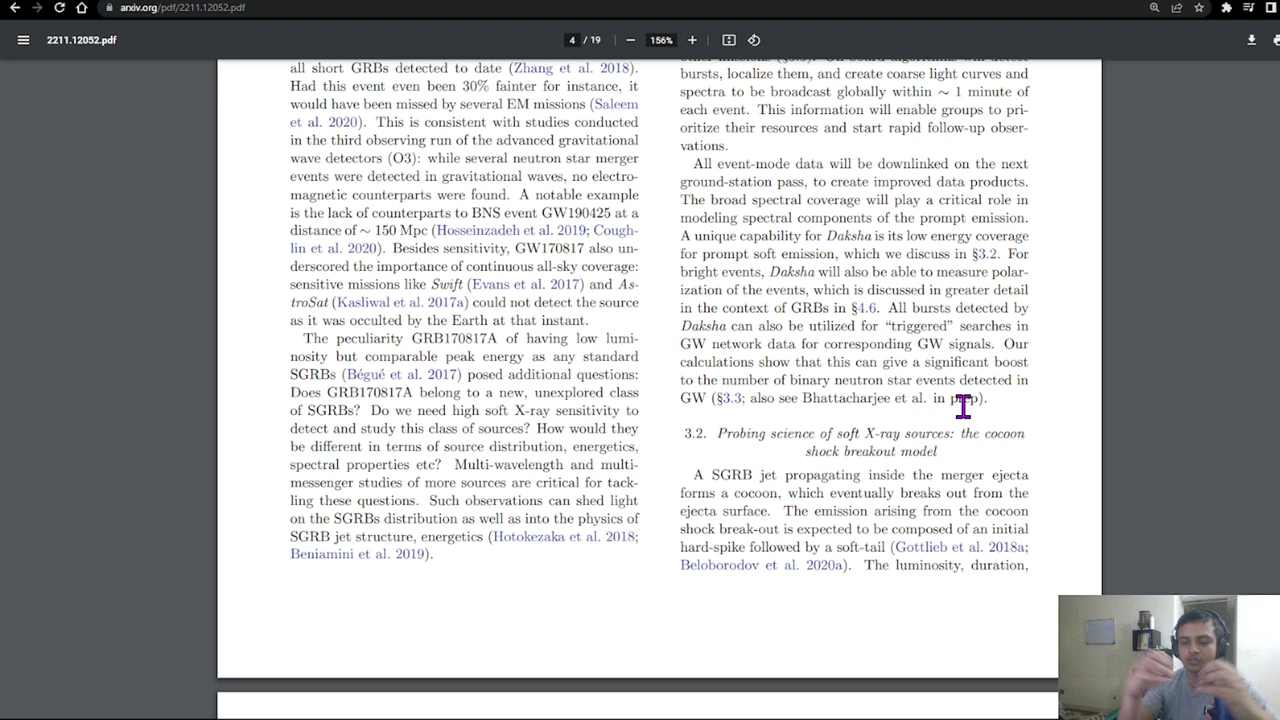 arxiv.org/pdf/2211.12052.pdf
2211.12052.pdf
4 / 19
156%
all short GRBs detected to date (Zhang et al. 2018).
Had this event even been 30% fainter for instance, it
would have been missed by several EM missions (Saleem
et al. 2020). This is consistent with studies conducted
in the third observing run of the advanced gravitational
wave detectors (O3): while several neutron star merger
events were detected in gravitational waves, no electro-
magnetic counterparts were found. A notable example
is the lack of counterparts to BNS event GW190425 at a
distance of ∼ 150 Mpc (Hosseinzadeh et al. 2019; Cough-
lin et al. 2020). Besides sensitivity, GW170817 also un-
derscored the importance of continuous all-sky coverage:
sensitive missions like Swift (Evans et al. 2017) and As-
troSat (Kasliwal et al. 2017a) could not detect the source
as it was occulted by the Earth at that instant.
The peculiarity GRB170817A of having low lumi-
nosity but comparable peak energy as any standard
SGRBs (Bégué et al. 2017) posed additional questions:
Does GRB170817A belong to a new, unexplored class
of SGRBs? Do we need high soft X-ray sensitivity to
detect and study this class of sources? How would they
be different in terms of source distribution, energetics,
spectral properties etc? Multi-wavelength and multi-
messenger studies of more sources are critical for tack-
ling these questions. Such observations can shed light
on the SGRBs distribution as well as into the physics of
SGRB jet structure, energetics (Hotokezaka et al. 2018;
Beniamini et al. 2019).
bursts, localize them, and create coarse light curves and
spectra to be broadcast globally within ∼ 1 minute of
each event. This information will enable groups to pri-
oritize their resources and start rapid follow-up obser-
vations.
All event-mode data will be downlinked on the next
ground-station pass, to create improved data products.
The broad spectral coverage will play a critical role in
modeling spectral components of the prompt emission.
A unique capability for Daksha is its low energy coverage
for prompt soft emission, which we discuss in §3.2. For
bright events, Daksha will also be able to measure polar-
ization of the events, which is discussed in greater detail
in the context of GRBs in §4.6. All bursts detected by
Daksha can also be utilized for “triggered” searches in
GW network data for corresponding GW signals. Our
calculations show that this can give a significant boost
to the number of binary neutron star events detected in
GW (§3.3; also see Bhattacharjee et al. in prep).
3.2. Probing science of soft X-ray sources: the cocoon
shock breakout model
A SGRB jet propagating inside the merger ejecta
forms a cocoon, which eventually breaks out from the
ejecta surface. The emission arising from the cocoon
shock break-out is expected to be composed of an initial
hard-spike followed by a soft-tail (Gottlieb et al. 2018a;
Beloborodov et al. 2020a). The luminosity, duration,